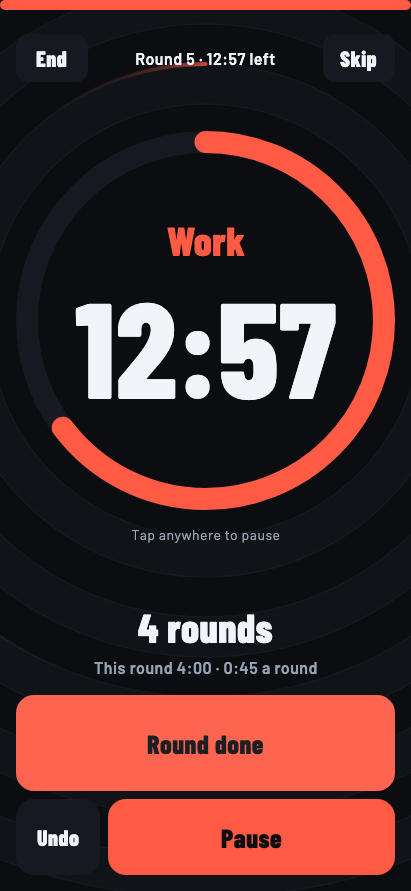 End
Round 5 · 12:57 left
Skip
Work
12:57
Tap anywhere to pause
4 rounds
This round 4:00 · 0:45 a round
Round done
Undo
Pause